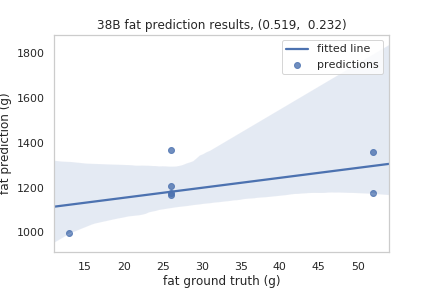 38B fat prediction results, (0.519,  0.232)
fitted line
predictions
fat prediction (g)
1800
1600
1400
1200
1000
15 20 25 30 35 40 45 50
fat ground truth (g)